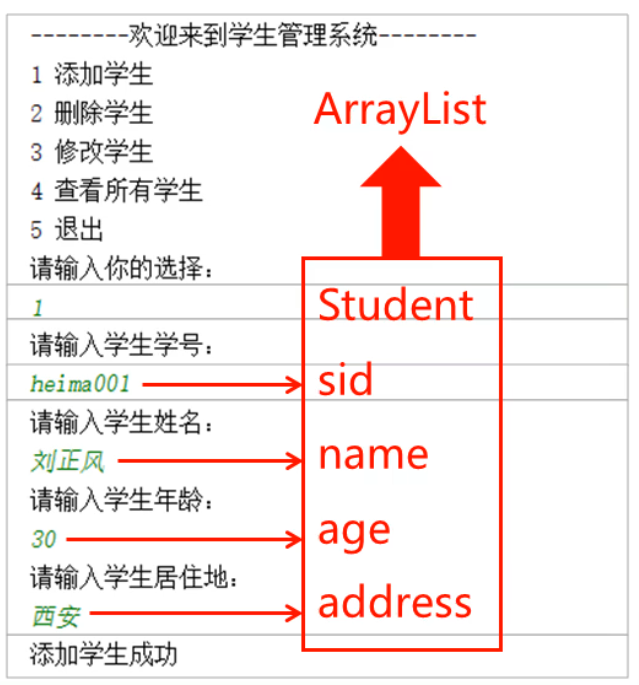 --------欢迎来到学生管理系统--------
1 添加学生
2 删除学生
ArrayList
3 修改学生
4 查看所有学生
5 退出
请输入你的选择：
1
Student
请输入学生学号：
heima001
sid
请输入学生姓名：
刘正风
name
请输入学生年龄：
30
age
请输入学生居住地：
西安
address
添加学生成功